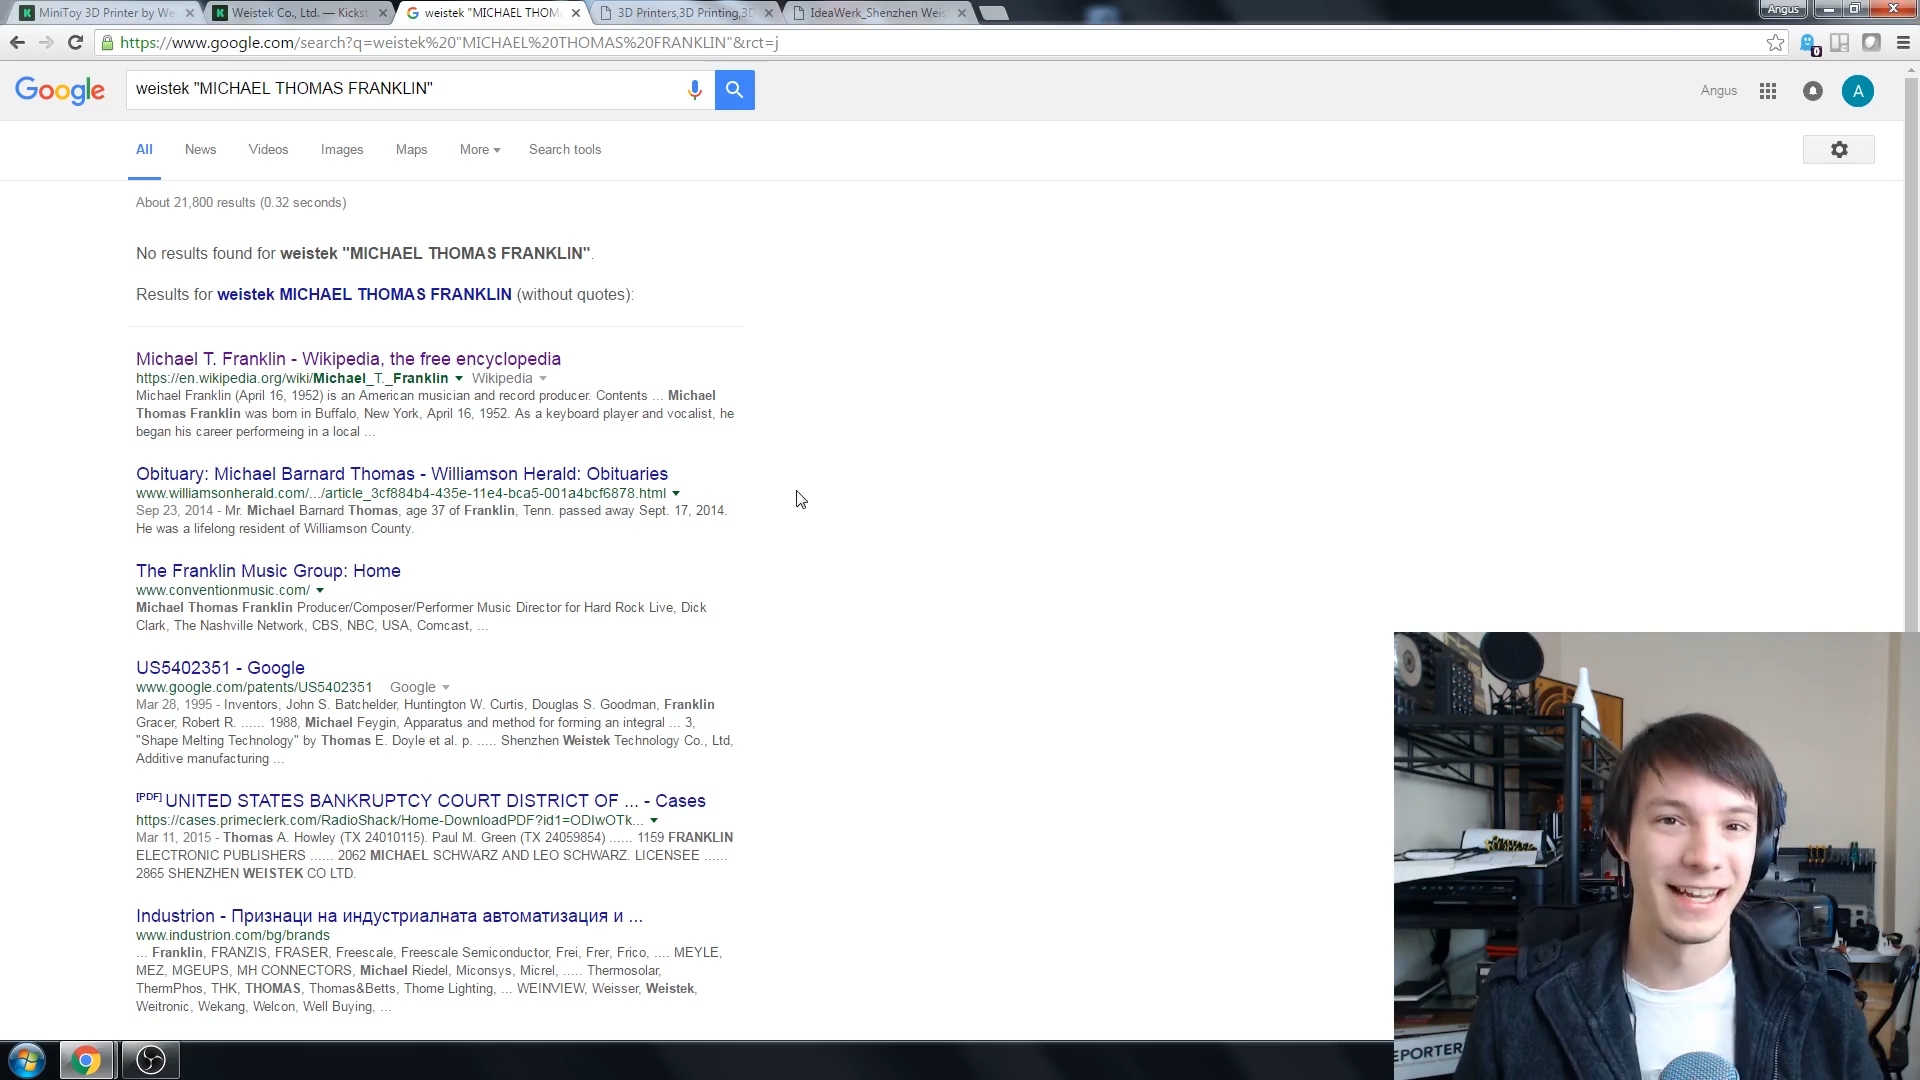 MiniToy 3D Printer by We
Weistek Co., Ltd. — Kickst
weistek "MICHAEL THOM
3D Printers,3D Printing,3D
IdeaWerk_Shenzhen Weis
Angus
https://www.google.com/search?q=weistek%20"MICHAEL%20THOMAS%20FRANKLIN"&rct=j
0
Google
weistek "MICHAEL THOMAS FRANKLIN"
Angus
A
All
News
Videos
Images
Maps
More
Search tools
About 21,800 results (0.32 seconds)
No results found for weistek "MICHAEL THOMAS FRANKLIN".
Results for weistek MICHAEL THOMAS FRANKLIN (without quotes):
Michael T. Franklin - Wikipedia, the free encyclopedia
https://en.wikipedia.org/wiki/Michael_T._Franklin Wikipedia
Michael Franklin (April 16, 1952) is an American musician and record producer. Contents ... Michael
Thomas Franklin was born in Buffalo, New York, April 16, 1952. As a keyboard player and vocalist, he
began his career performeing in a local ...
Obituary: Michael Barnard Thomas - Williamson Herald: Obituaries
www.williamsonherald.com/.../article_3cf884b4-435e-11e4-bca5-001a4bcf6878.html
Sep 23, 2014 - Mr. Michael Barnard Thomas, age 37 of Franklin, Tenn. passed away Sept. 17, 2014.
He was a lifelong resident of Williamson County.
The Franklin Music Group: Home
www.conventionmusic.com/
Michael Thomas Franklin Producer/Composer/Performer Music Director for Hard Rock Live, Dick
Clark, The Nashville Network, CBS, NBC, USA, Comcast, ...
US5402351 - Google
www.google.com/patents/US5402351 Google
Mar 28, 1995 - Inventors, John S. Batchelder, Huntington W. Curtis, Douglas S. Goodman, Franklin
Gracer, Robert R. ...... 1988, Michael Feygin, Apparatus and method for forming an integral ... 3,
"Shape Melting Technology" by Thomas E. Doyle et al. p. ..... Shenzhen Weistek Technology Co., Ltd,
Additive manufacturing ...
[PDF] UNITED STATES BANKRUPTCY COURT DISTRICT OF ... - Cases
https://cases.primeclerk.com/RadioShack/Home-DownloadPDF?id1=ODIwOTk...
Mar 11, 2015 - Thomas A. Howley (TX 24010115). Paul M. Green (TX 24059854) ...... 1159 FRANKLIN
ELECTRONIC PUBLISHERS ...... 2062 MICHAEL SCHWARZ AND LEO SCHWARZ. LICENSEE ......
2865 SHENZHEN WEISTEK CO LTD.
Industrion - Признаци на индустриалната автоматизация и ...
www.industrion.com/bg/brands
... Franklin, FRANZIS, FRASER, Freescale, Freescale Semiconductor, Frei, Frer, Frico, .... MEYLE,
MEZ, MGEUPS, MH CONNECTORS, Michael Riedel, Miconsys, Micrel, ..... Thermosolar,
ThermPhos, THK, THOMAS, Thomas&Betts, Thome Lighting, ... WEINVIEW, Weisser, Weistek,
Weitronic, Wekang, Welcon, Well Buying, ...
EPORTER